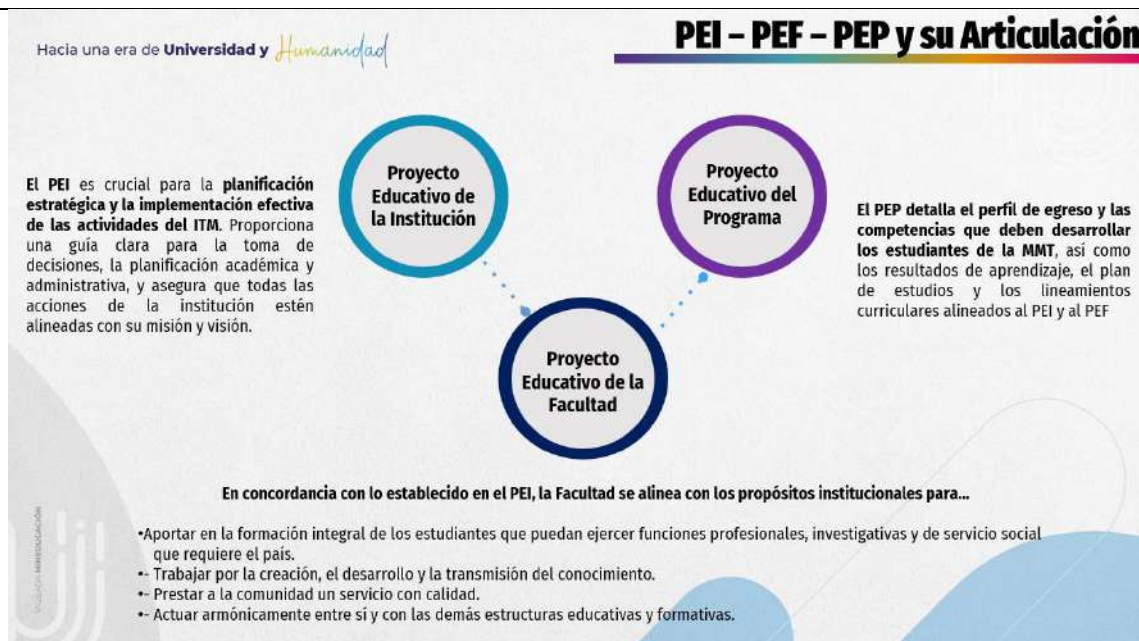 Hacia una era de Universidad y Humanidad
PEI – PEF – PEP y su Articulación
Proyecto
Educativo de
la Institución
Proyecto
Educativo del
Programa
El PEI es crucial para la planificación
estratégica y la implementación efectiva
de las actividades del ITM. Proporciona
una guía clara para la toma de
decisiones, la planificación académica y
administrativa, y asegura que todas las
acciones de la institución estén
alineadas con su misión y visión.
El PEP detalla el perfil de egreso y las
competencias que deben desarrollar
los estudiantes de la MMT, así como
los resultados de aprendizaje, el plan
de estudios y los lineamientos
curriculares alineados al PEI y al PEF
Proyecto
Educativo de la
Facultad
En concordancia con lo establecido en el PEI, la Facultad se alinea con los propósitos institucionales para...
•Aportar en la formación integral de los estudiantes que puedan ejercer funciones profesionales, investigativas y de servicio social
que requiere el país.
•- Trabajar por la creación, el desarrollo y la transmisión del conocimiento.
•- Prestar a la comunidad un servicio con calidad.
•- Actuar armónicamente entre sí y con las demás estructuras educativas y formativas.
MINEDUCACIÓN